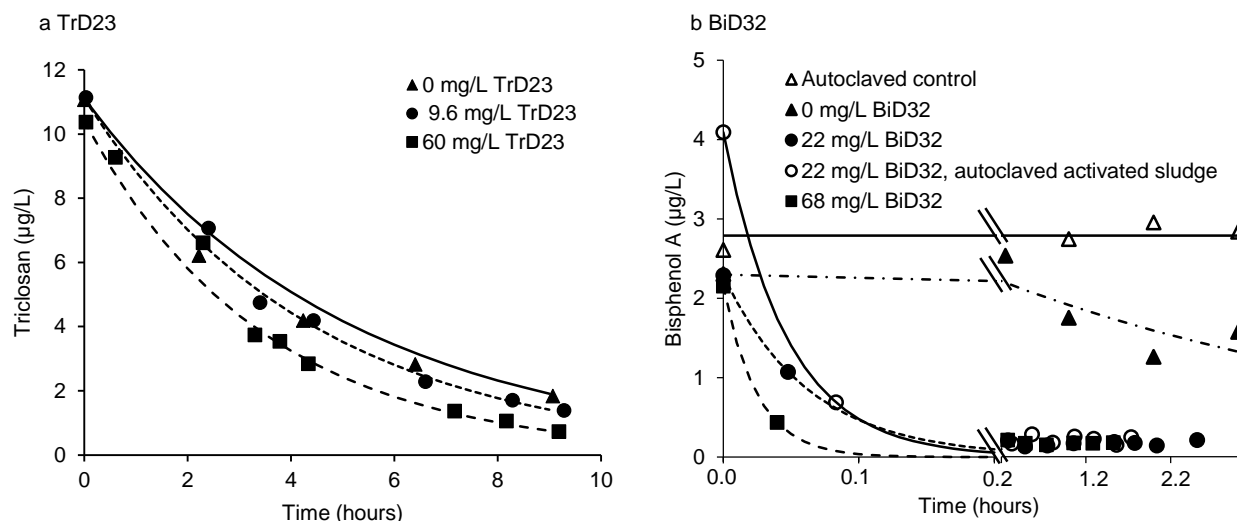 a TrD23
12
10
8
6
4
2
0
0 2 4 6 8 10
Triclosan (µg/L)
Time (hours)
0 mg/L TrD23
9.6 mg/L TrD23
60 mg/L TrD23
b BiD32
5
4
3
2
1
0
0.0 0.1 0.2 1.2 2.2
Bisphenol A (µg/L)
Time (hours)
Autoclaved control
0 mg/L BiD32
22 mg/L BiD32
22 mg/L BiD32, autoclaved activated sludge
68 mg/L BiD32